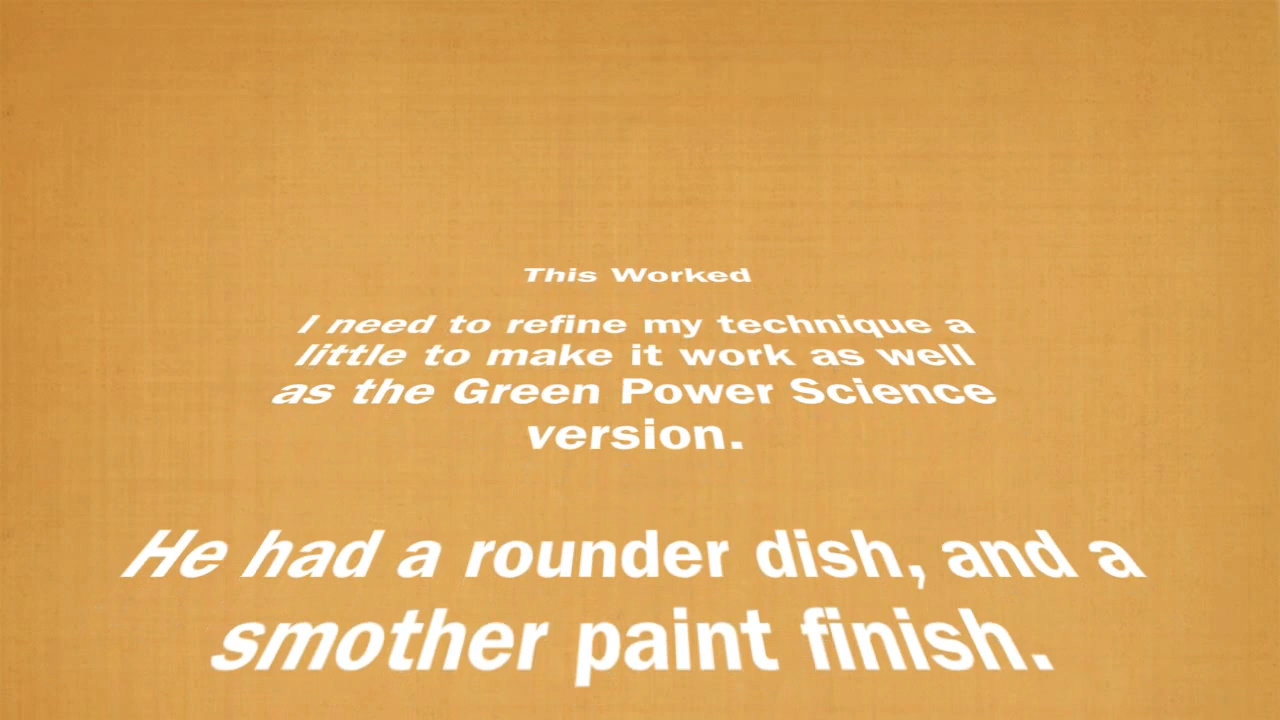 This Worked
I need to refine my technique a
little to make it work as well
as the Green Power Science
version.
He had a rounder dish, and a
smother paint finish.